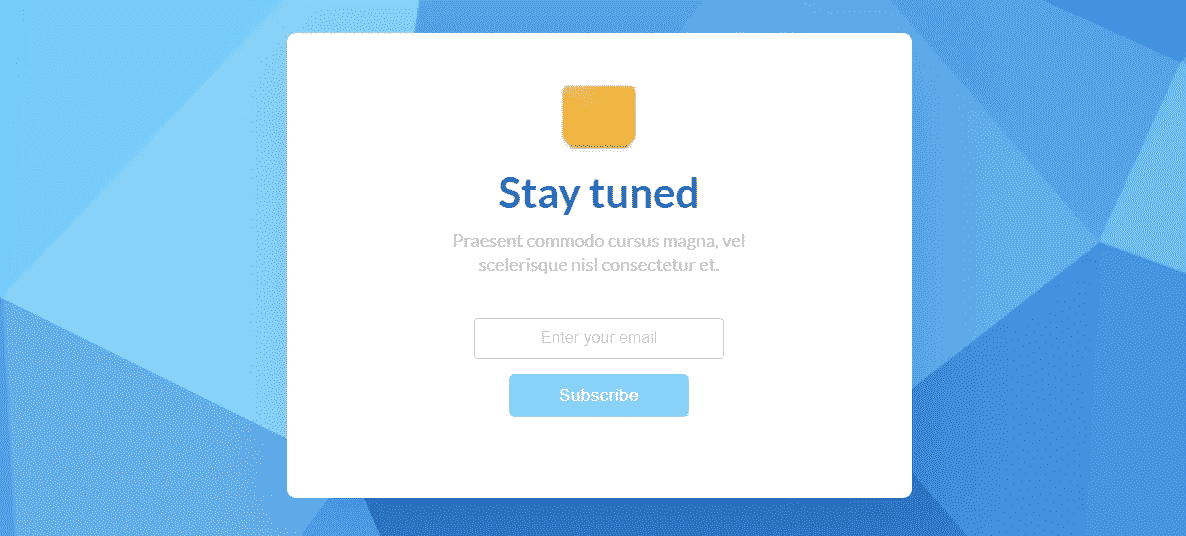 Stay tuned
Praesent commodo cursus magna, vel
scelerisque nisl consectetur et.
Enter your email
Subscribe